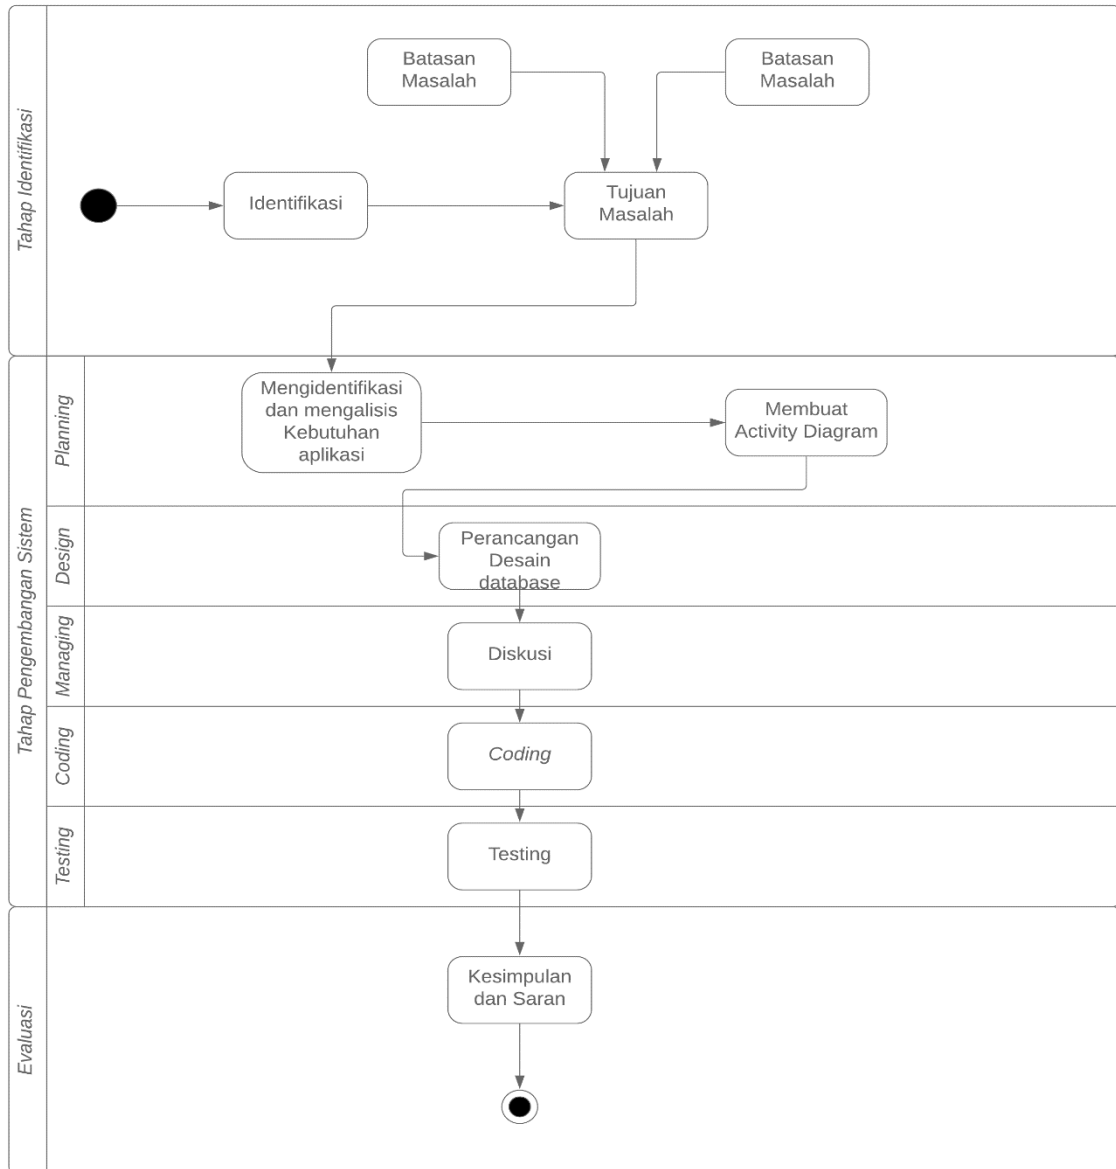 Tahap Identifikasi
Batasan
Masalah
Batasan
Masalah
Identifikasi
Tujuan
Masalah
Tahap Pengembangan Sistem
Planning
Mengidentifikasi
dan mengalisis
Kebutuhan
aplikasi
Membuat
Activity Diagram
Design
Perancangan
Desain
database
Managing
Diskusi
Coding
Coding
Testing
Testing
Evaluasi
Kesimpulan
dan Saran